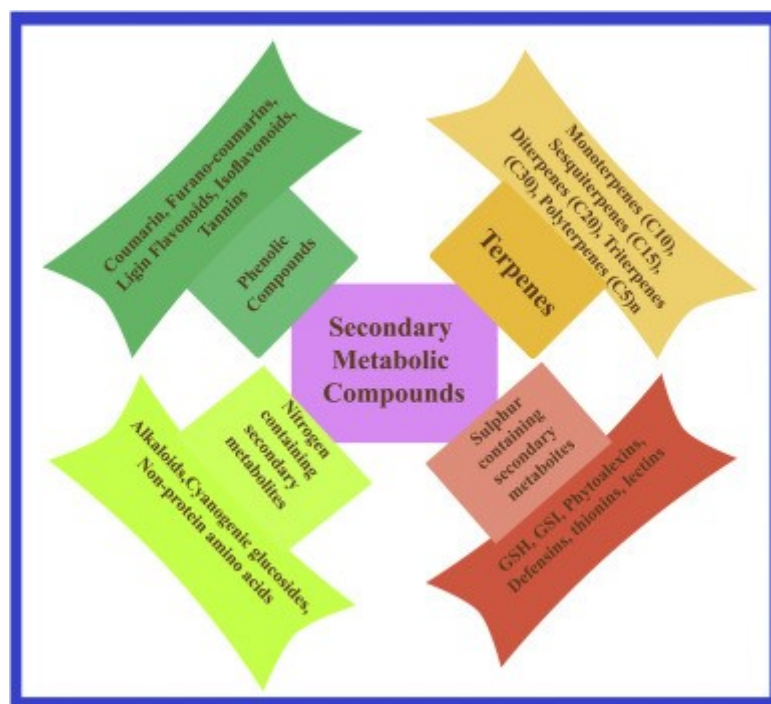 Coumarin, Furano-coumarins,
Ligin Flavonoids, Isoflavonoids,
Tannins
Phenolic
Compounds
Monoterpenes (C10),
Sesquiterpenes (C15),
Diterpenes (C20), Triterpenes
(C30), Polyterpenes (C5)n
Terpenes
Secondary
Metabolic
Compounds
Nitrogen
containing
secondary
metabolites
Alkaloids,Cyanogenic glucosides,
Non-protein amino acids
Sulphur
containing
secondary
metaboites
GSH, GSI, Phytoalexins,
Defensins, thionins, lectins